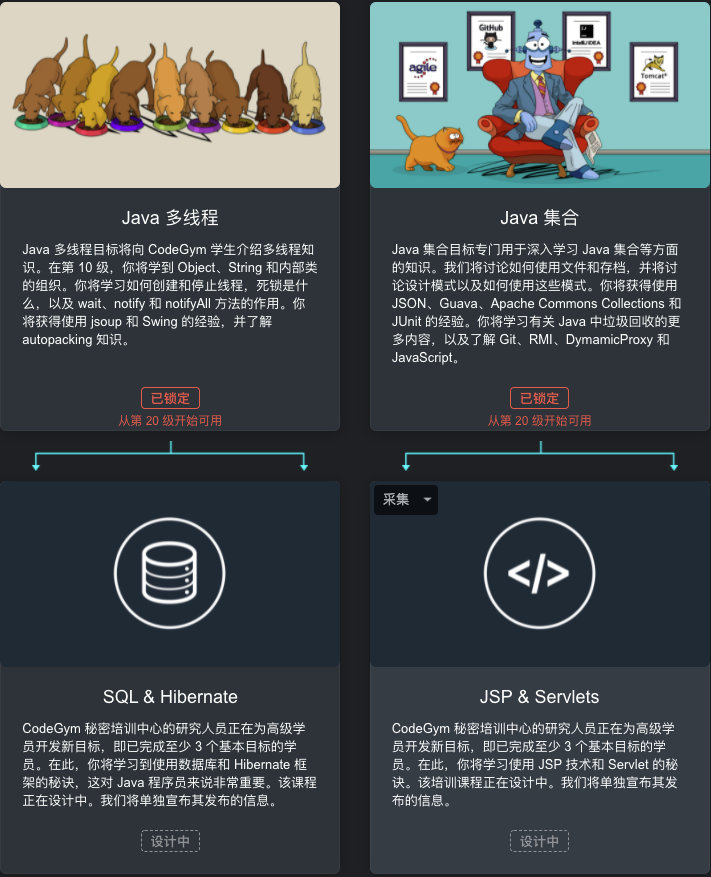 GitHub
IntelliJ IDEA
agile
Tomcat
Java 多线程
Java 多线程目标将向 CodeGym 学生介绍多线程知
识。在第 10 级，你将学到 Object、String 和内部类
的组织。你将学习如何创建和停止线程，死锁是什
么，以及 wait、notify 和 notifyAll 方法的作用。你
将获得使用 jsoup 和 Swing 的经验，并了解
autopacking 知识。
已锁定
从第 20 级开始可用
Java 集合
Java 集合目标专门用于深入学习 Java 集合等方面
的知识。我们将讨论如何使用文件和存档，并将讨
论设计模式以及如何使用这些模式。你将获得使用
JSON、Guava、Apache Commons Collections 和
JUnit 的经验。你将学习有关 Java 中垃圾回收的更
多内容，以及了解 Git、RMI、DymamicProxy 和
JavaScript。
已锁定
从第 20 级开始可用
SQL & Hibernate
CodeGym 秘密培训中心的研究人员正在为高级学
员开发新目标，即已完成至少 3 个基本目标的学
员。在此，你将学习到使用数据库和 Hibernate 框
架的秘诀，这对 Java 程序员来说非常重要。该课程
正在设计中。我们将单独宣布其发布的信息。
设计中
采集
</>
JSP & Servlets
CodeGym 秘密培训中心的研究人员正在为高级学
员开发新目标，即已完成至少 3 个基本目标的学
员。在此，你将学习使用 JSP 技术和 Servlet 的秘
诀。该培训课程正在设计中。我们将单独宣布其发
布的信息。
设计中